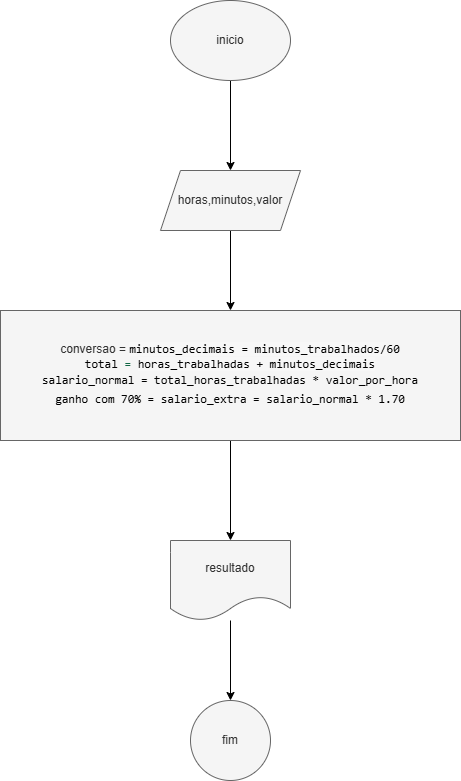 inicio
horas,minutos,valor
conversao = minutos_decimais = minutos_trabalhados/60
total = horas_trabalhadas + minutos_decimais
salario_normal = total_horas_trabalhadas * valor_por_hora
ganho com 70% = salario_extra = salario_normal * 1.70
resultado
fim